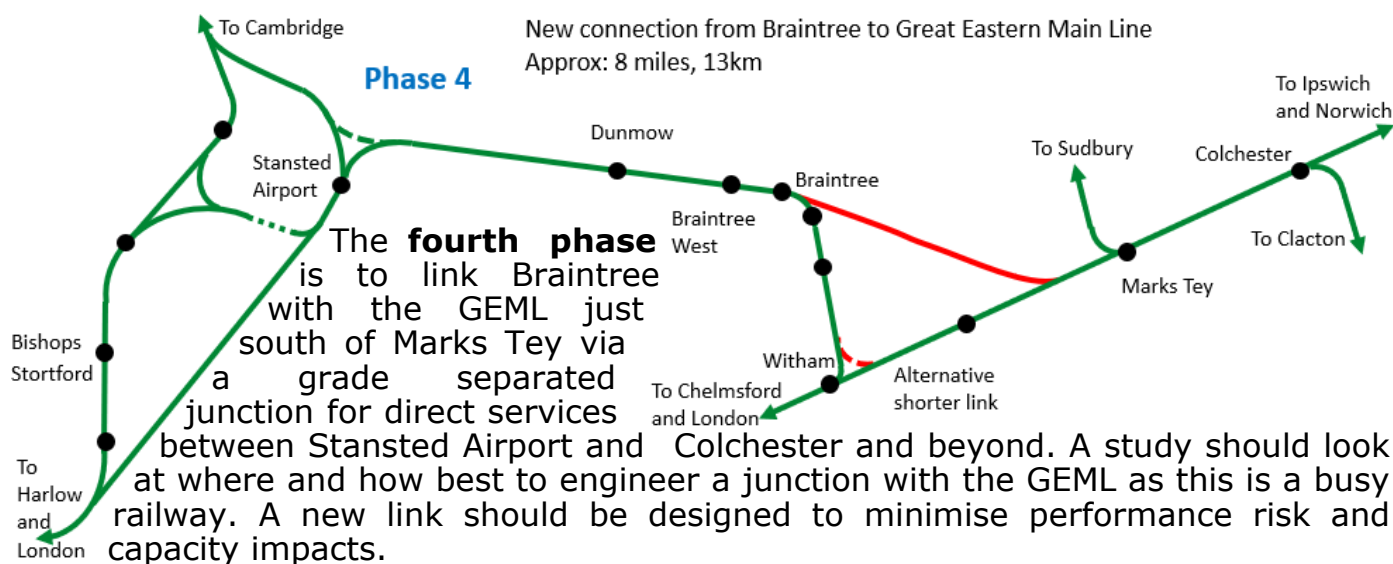 To Cambridge
New connection from Braintree to Great Eastern Main Line
Approx: 8 miles, 13km
Phase 4
To Ipswich
and Norwich
Dunmow
To Sudbury
Colchester
Stansted
Airport
Braintree
Braintree
West
To Clacton
Marks Tey
The fourth phase
is to link Braintree
with the GEML just
south of Marks Tey via
a grade separated
junction for direct services
between Stansted Airport and Colchester and beyond. A study should look
at where and how best to engineer a junction with the GEML as this is a busy
railway. A new link should be designed to minimise performance risk and
capacity impacts.
Bishops
Stortford
Witham
Alternative
shorter link
To Chelmsford
and London
To
Harlow
and
London